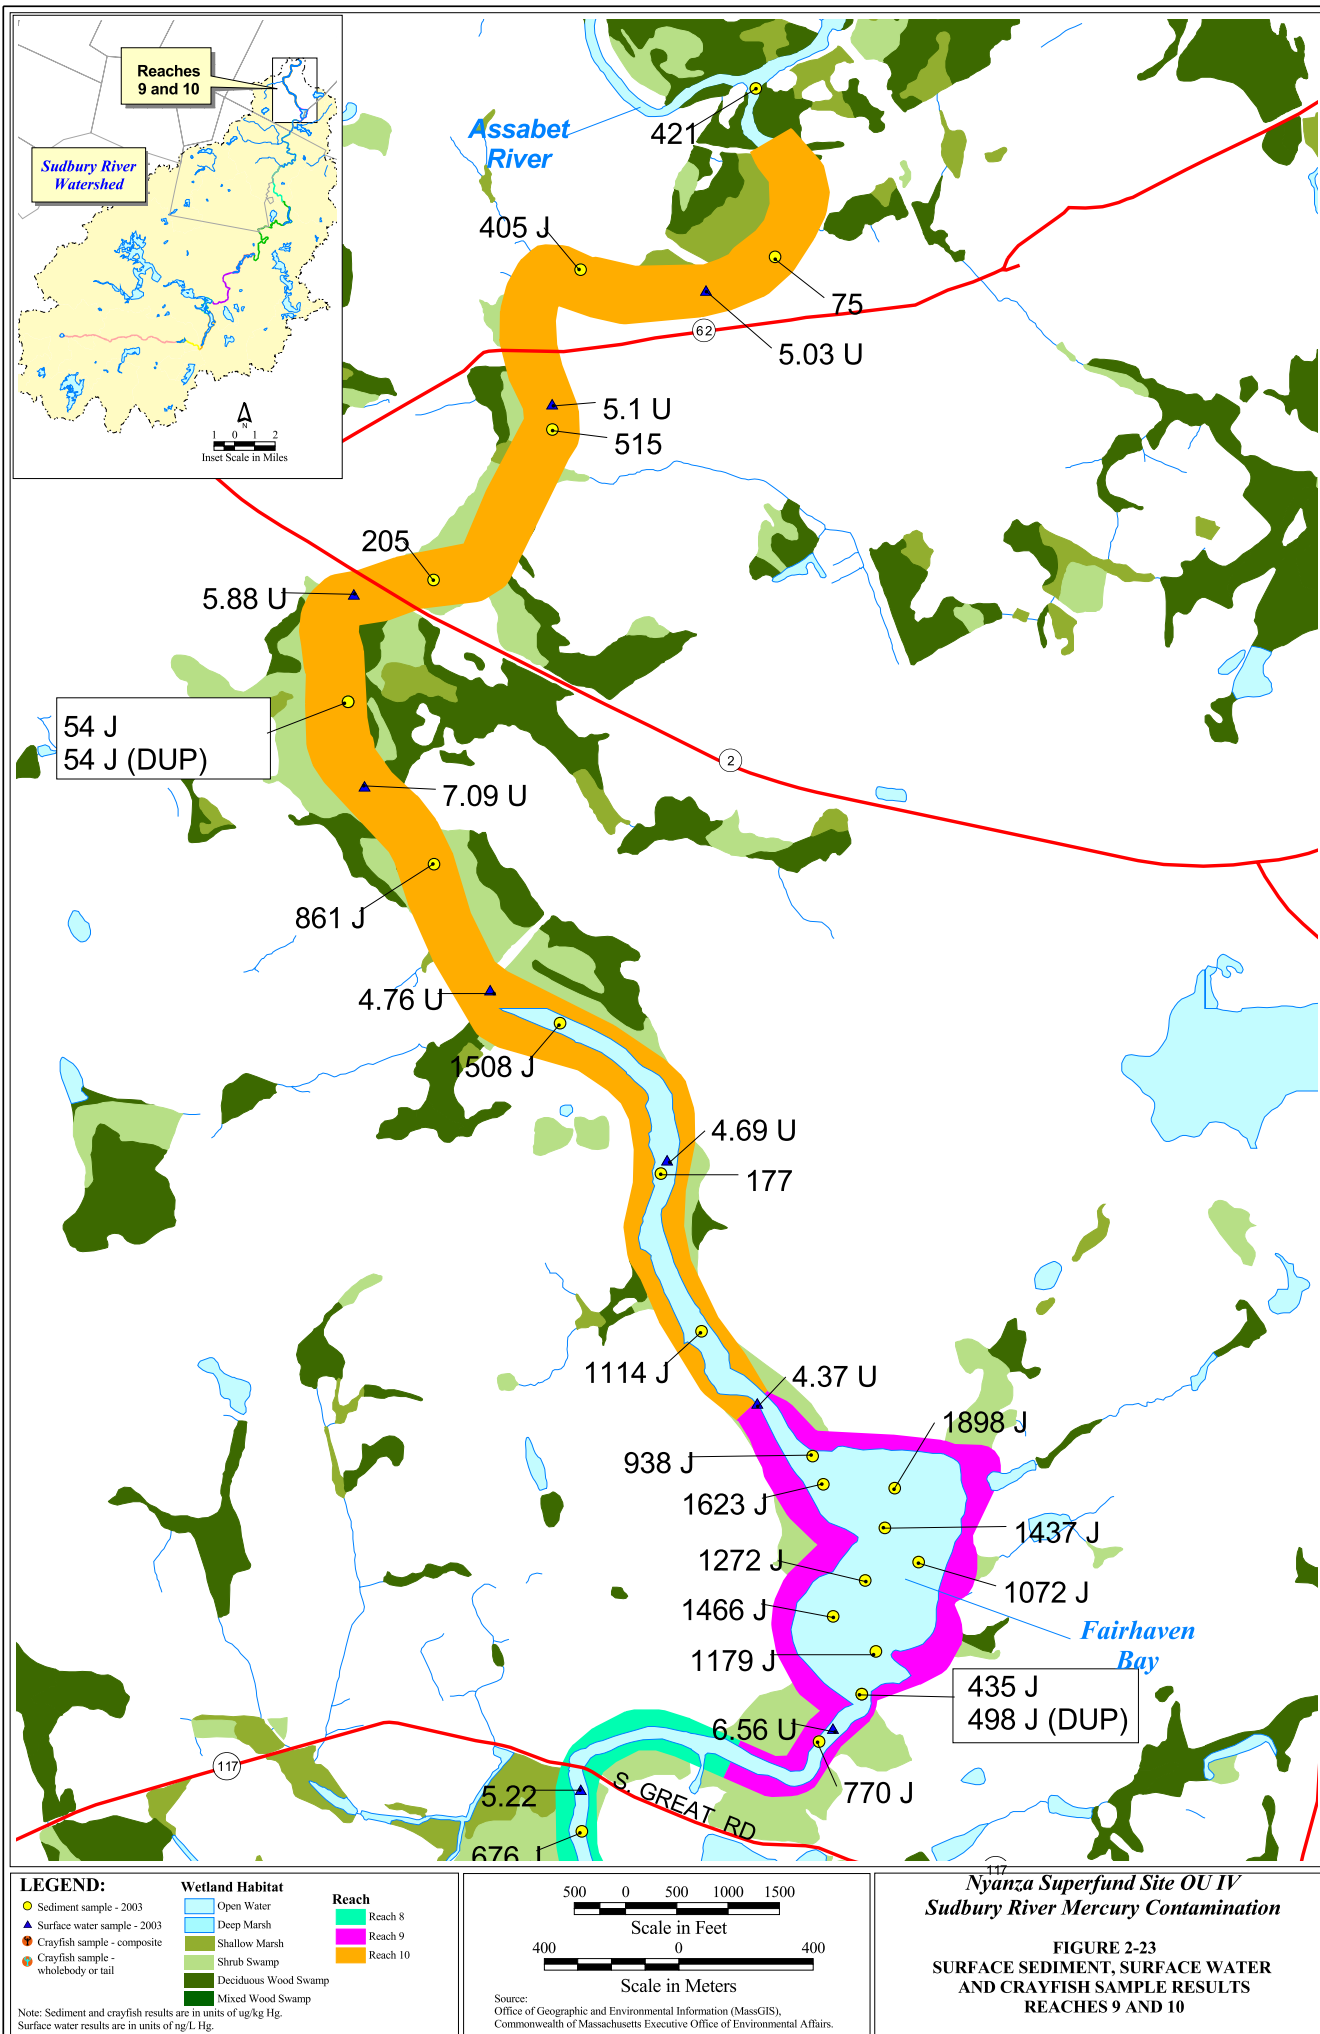 Reaches
9 and 10
Sudbury River
Watershed
N
1 0 1 2
Inset Scale in Miles
Assabet
River
421
405 J
75
62
5.03 U
5.1 U
515
205
5.88 U
54 J
54 J (DUP)
2
7.09 U
861 J
4.76 U
1508 J
4.69 U
177
1114 J
4.37 U
1898 J
938 J
1623 J
1437 J
1272 J
1072 J
1466 J
Fairhaven
Bay
1179 J
435 J
498 J (DUP)
6.56 U
117
5.22
S. GREAT RD
770 J
676 J
117
LEGEND:
Sediment sample - 2003
Surface water sample - 2003
Crayfish sample - composite
Crayfish sample -
wholebody or tail
Wetland Habitat
Open Water
Deep Marsh
Shallow Marsh
Shrub Swamp
Deciduous Wood Swamp
Mixed Wood Swamp
Reach
Reach 8
Reach 9
Reach 10
Note: Sediment and crayfish results are in units of ug/kg Hg.
Surface water results are in units of ng/L Hg.
500 0 500 1000 1500
Scale in Feet
400 0 400
Scale in Meters
Source:
Office of Geographic and Environmental Information (MassGIS),
Commonwealth of Massachusetts Executive Office of Environmental Affairs.
Nyanza Superfund Site OU IV
Sudbury River Mercury Contamination
FIGURE 2-23
SURFACE SEDIMENT, SURFACE WATER
AND CRAYFISH SAMPLE RESULTS
REACHES 9 AND 10